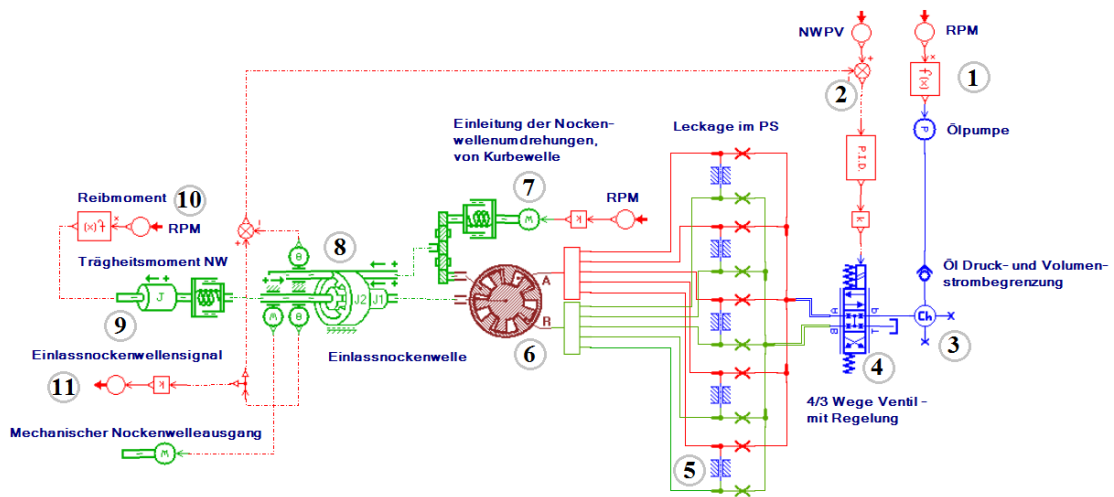 NWPV
RPM
1
f(x)
2
Einleitung der Nocken-
wellenumdrehungen,
von Kurbewelle
Leckage im PS
P
Ölpumpe
P.I.D.
Reibmoment
10
f(x)
x
RPM
7
W
k
RPM
k
8
θ
A
Trägheitsmoment NW
J
J2
J1
Öl Druck- und Volumen-
strombegrenzung
9
W
θ
R
A
P
B
T
Ch
Einlassnockenwellensignal
Einlassnockenwelle
6
4
3
11
k
4/3 Wege Ventil -
mit Regelung
Mechanischer Nockenwelleausgang
W
5